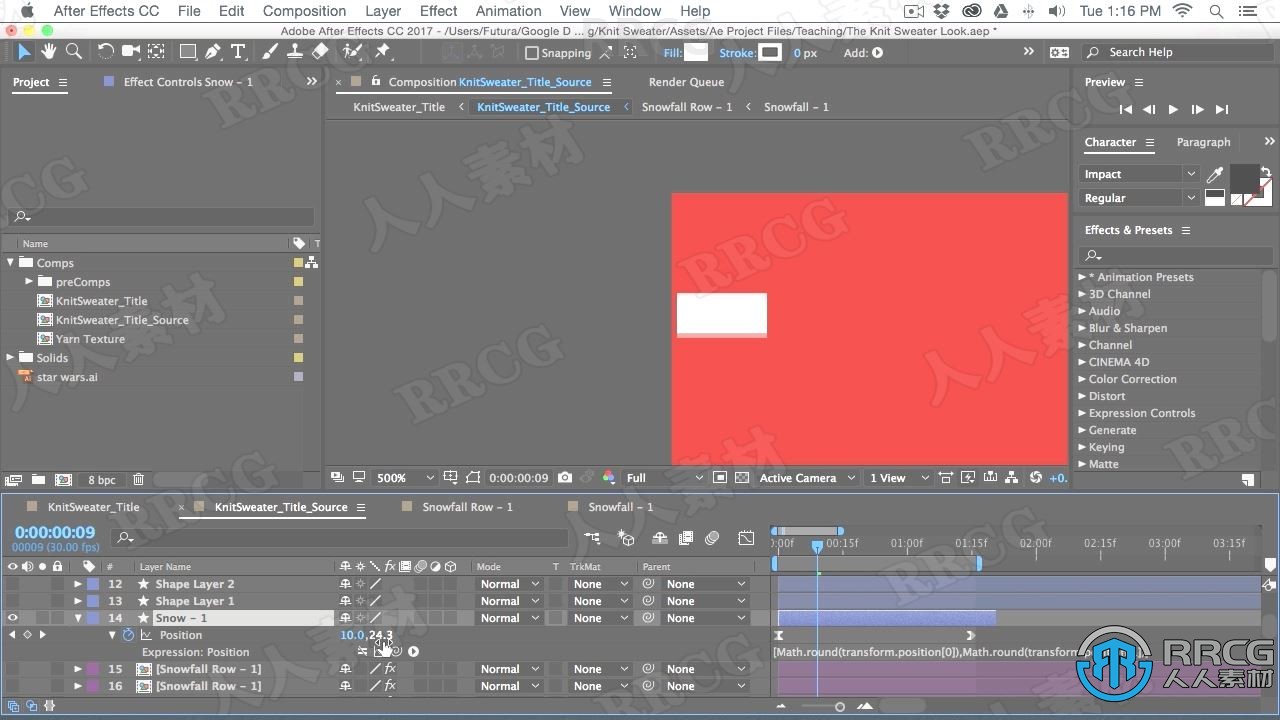 After Effects CC File Edit Composition Layer Effect Animation View Window Help Tue 1:16 PM
Adobe After Effects CC 2017 - /Users/Futura/Google D ... g/Knit Sweater/Assets/Ae Project Files/Teaching/The Knit Sweater Look.aep *
Snapping Fill: Stroke: 0 px Add: Search Help
Project Effect Controls Snow - 1
Composition KnitSweater_Title_Source Render Queue
KnitSweater_Title KnitSweater_Title_Source Snowfall Row - 1 Snowfall - 1
Preview
Character Paragraph
Impact
Regular
Effects & Presets
* Animation Presets
3D Channel
Audio
Blur & Sharpen
Channel
CINEMA 4D
Color Correction
Distort
Expression Controls
Generate
Keying
Matte
Name T
Comps
preComps
KnitSweater_Title
KnitSweater_Title_Source
Yarn Texture
Solids
star wars.ai
8 bpc
500% 0:00:00:09 Full Active Camera 1 View +0.
KnitSweater_Title KnitSweater_Title_Source Snowfall Row - 1 Snowfall - 1
0:00:00:09
00009 (30.00 fps)
:00f 00:15f 01:00f 01:15f 02:00f 02:15f 03:00f 03:15f
# Layer Name Mode T TrkMat Parent
12 Shape Layer 2 Normal None None
13 Shape Layer 1 Normal None None
14 Snow - 1 Normal None None
Position 10.0,24.3
Expression: Position [Math.round(transform.position[0]),Math.round(transform.po
15 [Snowfall Row - 1] Normal None None
16 [Snowfall Row - 1] Normal None None
RRCG
人人素材